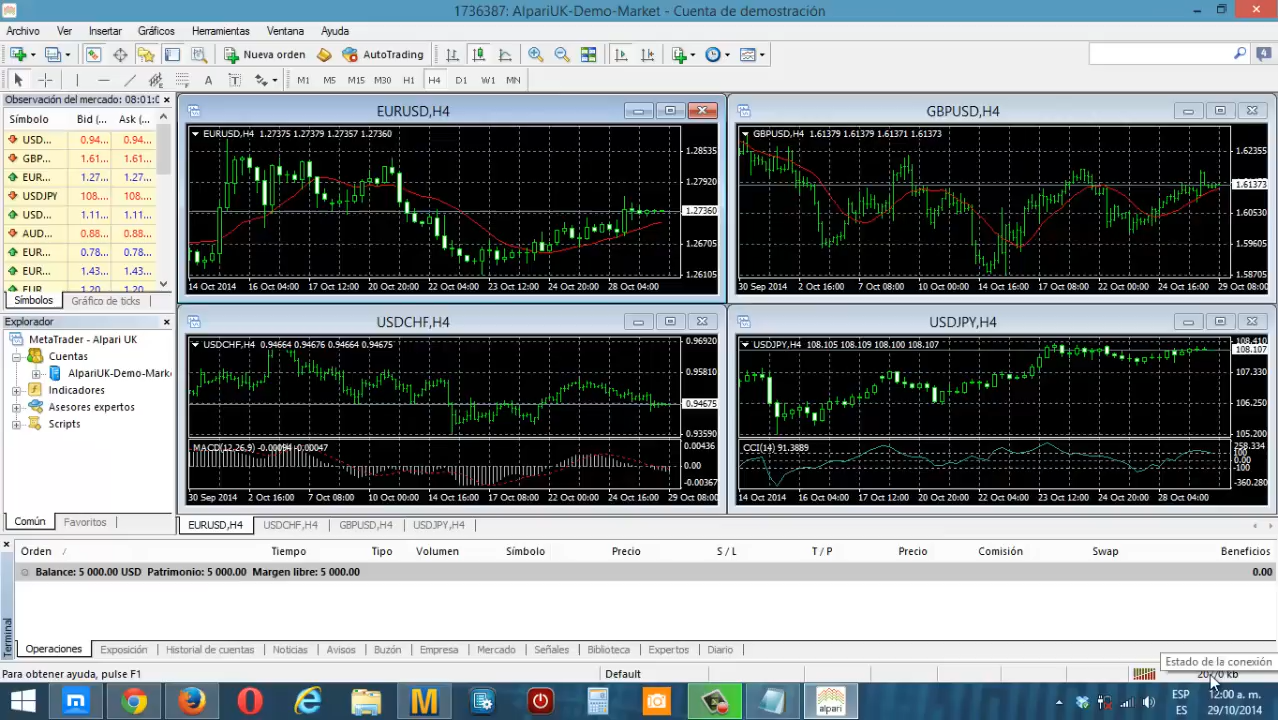 1736387: AlpariUK-Demo-Market - Cuenta de demostración
Archivo Ver Insertar Gráficos Herramientas Ventana Ayuda
Nueva orden AutoTrading
4
A T M1 M5 M15 M30 H1 H4 D1 W1 MN
Observación del mercado: 08:01:0
Símbolo Bid (... Ask (...
USD... 0.94... 0.94...
GBP... 1.61... 1.61...
EUR... 1.27... 1.27...
USDJPY 108.... 108....
USD... 1.11... 1.11...
AUD... 0.88... 0.88...
EUR... 0.78... 0.78...
EUR... 1.43... 1.43...
EUR... 1.20... 1.20...
Símbolos Gráfico de ticks
EURUSD,H4
EURUSD,H4 1.27375 1.27379 1.27357 1.27360
1.28535
1.27920
1.27360
1.26705
1.26105
14 Oct 2014 16 Oct 04:00 17 Oct 12:00 20 Oct 20:00 22 Oct 04:00 23 Oct 12:00 24 Oct 20:00 28 Oct 04:00
GBPUSD,H4
GBPUSD,H4 1.61379 1.61379 1.61371 1.61373
1.62355
1.61373
1.60530
1.59605
1.58705
30 Sep 2014 2 Oct 16:00 7 Oct 08:00 10 Oct 00:00 14 Oct 16:00 17 Oct 08:00 22 Oct 00:00 24 Oct 16:00 29 Oct 08:00
Explorador
MetaTrader - Alpari UK
Cuentas
AlpariUK-Demo-Marke
Indicadores
Asesores expertos
Scripts
Común Favoritos
USDCHF,H4
USDCHF,H4 0.94664 0.94676 0.94664 0.94675
0.96920
0.95810
0.94675
0.93590
MACD(12,26,9) -0.00094 -0.00047
0.00436
0.00
-0.00367
30 Sep 2014 2 Oct 16:00 7 Oct 08:00 10 Oct 00:00 14 Oct 16:00 17 Oct 08:00 22 Oct 00:00 24 Oct 16:00 29 Oct 08:00
USDJPY,H4
USDJPY,H4 108.105 108.109 108.100 108.107
108.410
108.107
107.330
106.250
105.200
CCI(14) 91.3889
258.334
100
0.00
-100
-360.280
14 Oct 2014 16 Oct 04:00 17 Oct 12:00 20 Oct 20:00 22 Oct 04:00 23 Oct 12:00 24 Oct 20:00 28 Oct 04:00
EURUSD,H4 USDCHF,H4 GBPUSD,H4 USDJPY,H4
Orden / Tiempo Tipo Volumen Símbolo Precio S / L T / P Precio Comisión Swap Beneficios
Balance: 5 000.00 USD Patrimonio: 5 000.00 Margen libre: 5 000.00 0.00
Terminal
Operaciones Exposición Historial de cuentas Noticias Avisos Buzón Empresa Mercado Señales Biblioteca Expertos Diario
Estado de la conexión
Para obtener ayuda, pulse F1 Default kb
alpari
ESP 12:00 a. m.
ES 29/10/2014